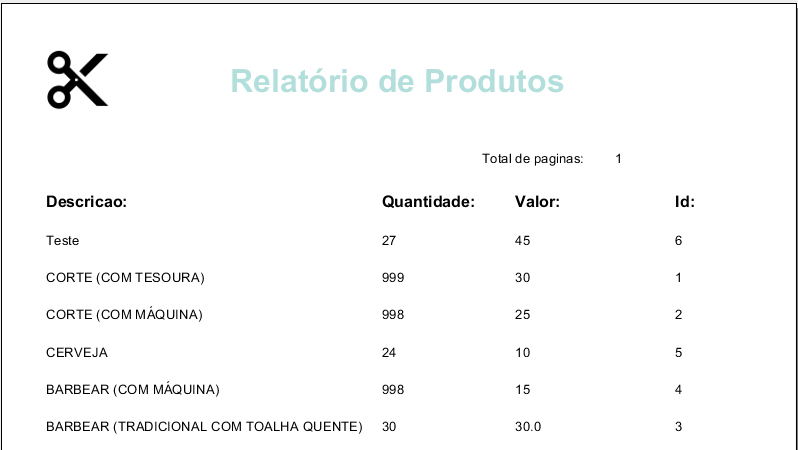 Relatório de Produtos
Total de paginas: 1
Descricao: Quantidade: Valor: Id:
Teste 27 45 6
CORTE (COM TESOURA) 999 30 1
CORTE (COM MÁQUINA) 998 25 2
CERVEJA 24 10 5
BARBEAR (COM MÁQUINA) 998 15 4
BARBEAR (TRADICIONAL COM TOALHA QUENTE) 30 30.0 3